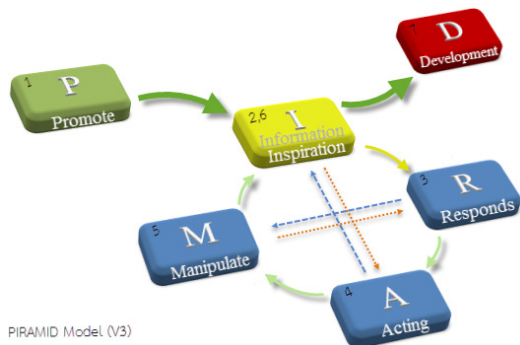 1
P
Promote
2,6
I
Information
Inspiration
3
R
Responds
4
A
Acting
5
M
Manipulate
7
D
Development
PIRAMID Model (V3)